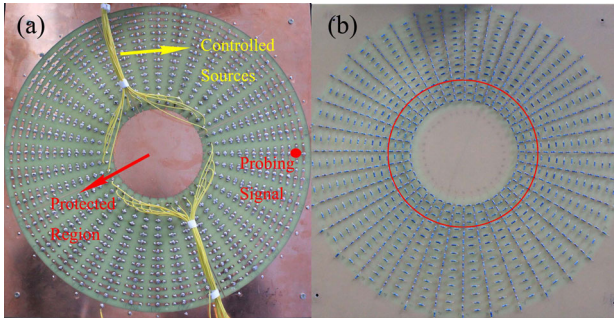 (a)
Controlled
Sources
Probing
Signal
Protected
Region
(b)